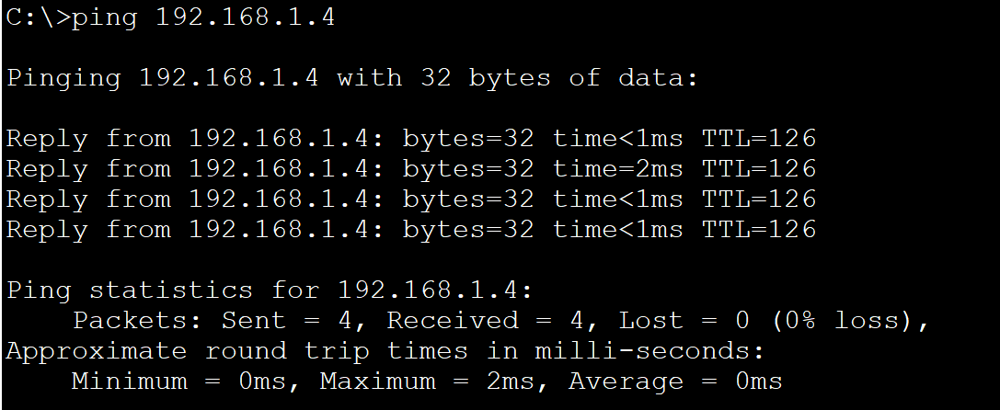 C:\>ping 192.168.1.4
Pinging 192.168.1.4 with 32 bytes of data:
Reply from 192.168.1.4: bytes=32 time<1ms TTL=126
Reply from 192.168.1.4: bytes=32 time=2ms TTL=126
Reply from 192.168.1.4: bytes=32 time<1ms TTL=126
Reply from 192.168.1.4: bytes=32 time<1ms TTL=126
Ping statistics for 192.168.1.4:
    Packets: Sent = 4, Received = 4, Lost = 0 (0% loss),
Approximate round trip times in milli-seconds:
    Minimum = 0ms, Maximum = 2ms, Average = 0ms